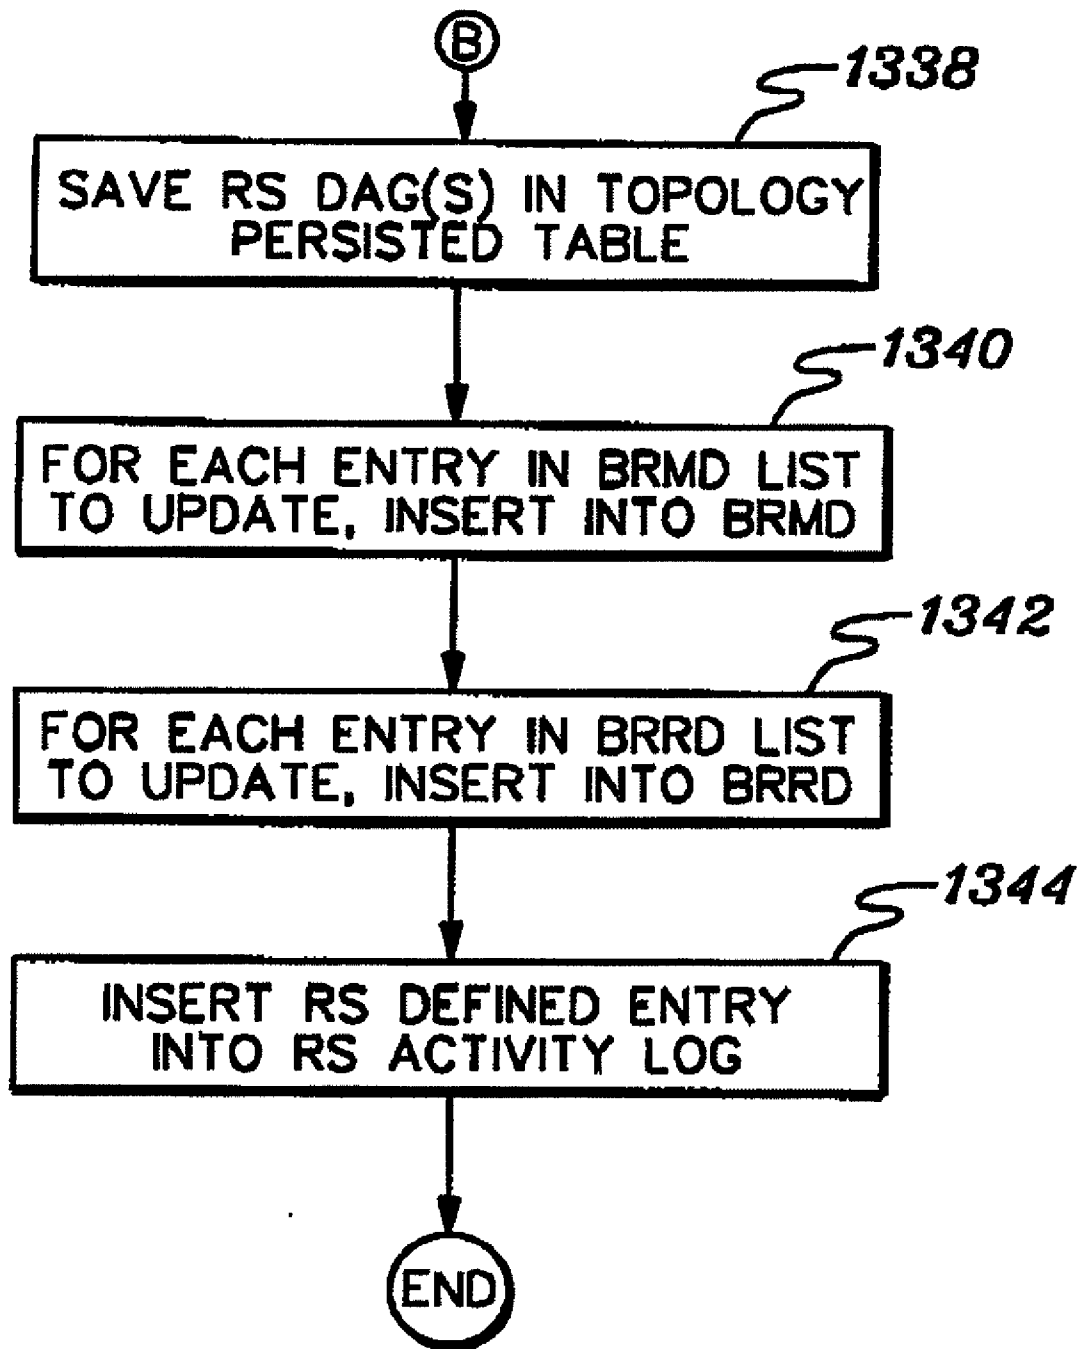 B
1338
SAVE RS DAG(S) IN TOPOLOGY
PERSISTED TABLE
1340
FOR EACH ENTRY IN BRMD LIST
TO UPDATE, INSERT INTO BRMD
1342
FOR EACH ENTRY IN BRRD LIST
TO UPDATE, INSERT INTO BRRD
1344
INSERT RS DEFINED ENTRY
INTO RS ACTIVITY LOG
END